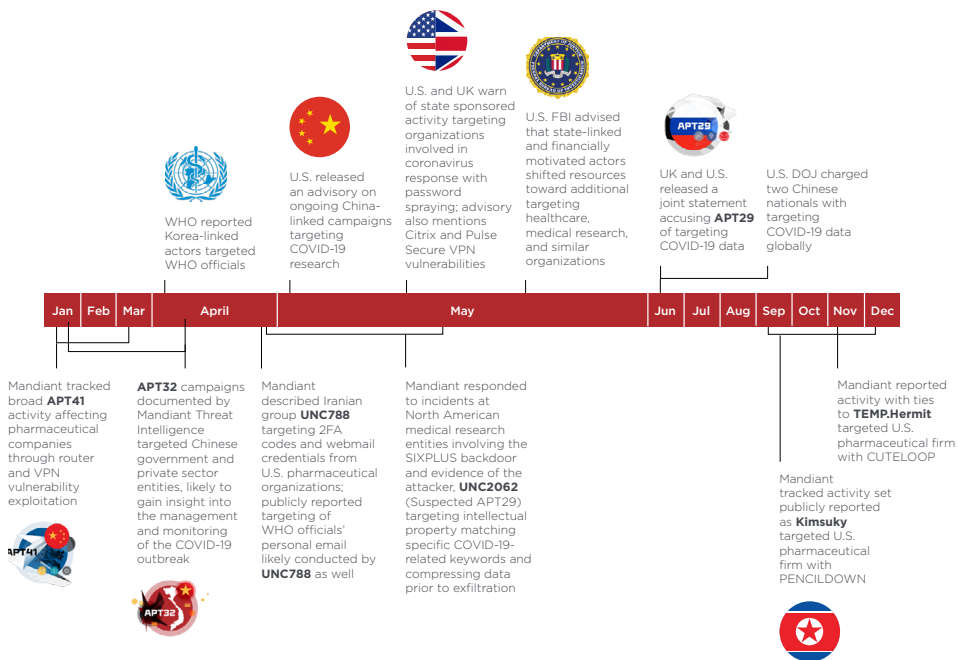 U.S. and UK warn
of state sponsored
activity targeting
organizations
involved in
coronavirus
response with
password
spraying; advisory
also mentions
Citrix and Pulse
Secure VPN
vulnerabilities
U.S. FBI advised
that state-linked
and financially
motivated actors
shifted resources
toward additional
targeting
healthcare,
medical research,
and similar
organizations
WHO reported
Korea-linked
actors targeted
WHO officials
U.S. released
an advisory on
ongoing China-
linked campaigns
targeting
COVID-19
research
APT29
UK and U.S.
released a
joint statement
accusing APT29
of targeting
COVID-19 data
U.S. DOJ charged
two Chinese
nationals with
targeting
COVID-19 data
globally
Jan Feb Mar April May Jun Jul Aug Sep Oct Nov Dec
Mandiant tracked
broad APT41
activity affecting
pharmaceutical
companies
through router
and VPN
vulnerability
exploitation
APT41
APT32 campaigns
documented by
Mandiant Threat
Intelligence
targeted Chinese
government and
private sector
entities, likely to
gain insight into
the management
and monitoring
of the COVID-19
outbreak
APT32
Mandiant
described Iranian
group UNC788
targeting 2FA
codes and webmail
credentials from
U.S. pharmaceutical
organizations;
publicly reported
targeting of
WHO officials'
personal email
likely conducted by
UNC788 as well
Mandiant responded
to incidents at
North American
medical research
entities involving the
SIXPLUS backdoor
and evidence of the
attacker, UNC2062
(Suspected APT29)
targeting intellectual
property matching
specific COVID-19-
related keywords and
compressing data
prior to exfiltration
Mandiant reported
activity with ties
to TEMP.Hermit
targeted U.S.
pharmaceutical firm
with CUTELOOP
Mandiant
tracked activity set
publicly reported
as Kimsuky
targeted U.S.
pharmaceutical
firm with
PENCILDOWN